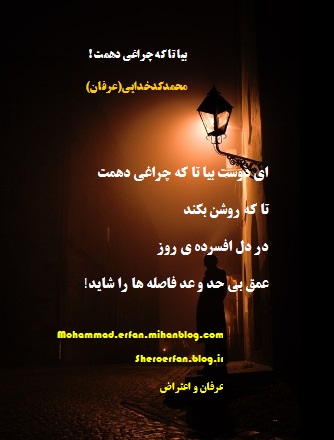 بیا تا که چراغی دهمت!
محمدکدخدایی(عرفان)
ای دوست بیا تا که چراغی دهمت
تا که روشن بکند
در دل افسرده ی روز
عمق بی حد و عد فاصله ها را شاید!
Mohammad.erfan.mihanblog.com
Sheroerfan.blog.ir
عرفان و اعتراض